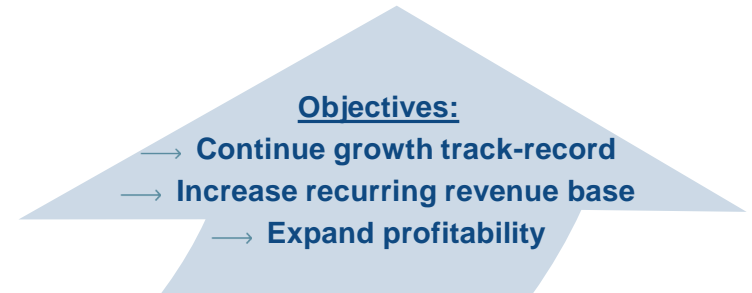 Objectives:
→ Continue growth track-record
→ Increase recurring revenue base
→ Expand profitability